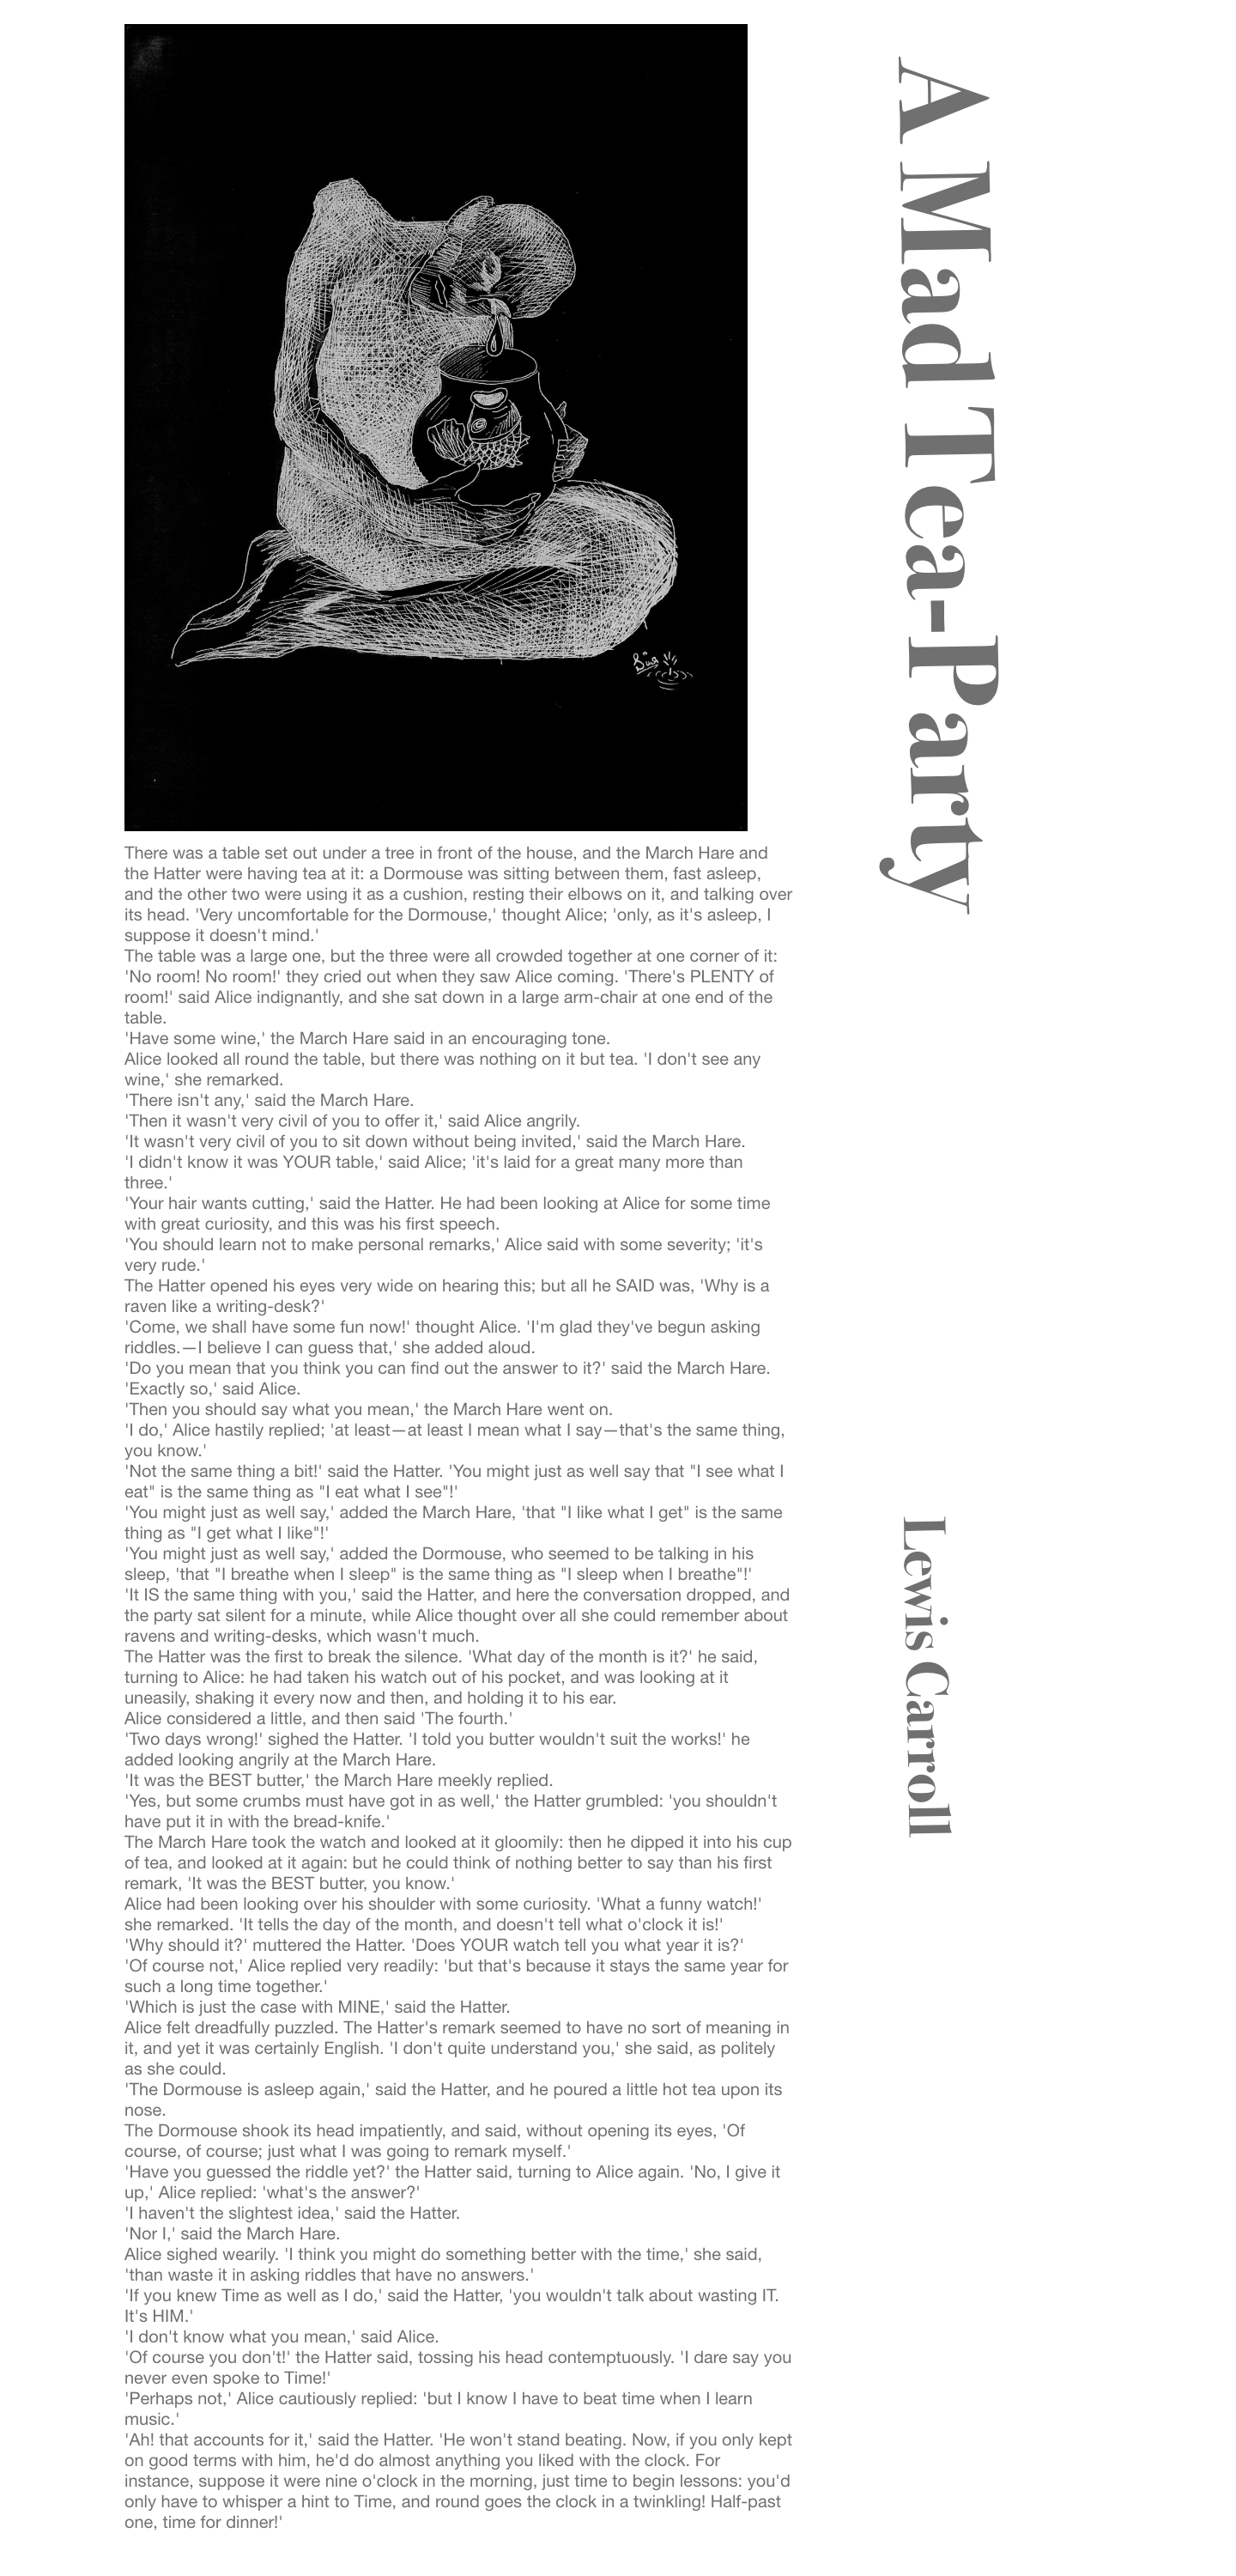 A Mad Tea-Party
There was a table set out under a tree in front of the house, and the March Hare and
the Hatter were having tea at it: a Dormouse was sitting between them, fast asleep,
and the other two were using it as a cushion, resting their elbows on it, and talking over
its head. 'Very uncomfortable for the Dormouse,' thought Alice; 'only, as it's asleep, I
suppose it doesn't mind.'
The table was a large one, but the three were all crowded together at one corner of it:
'No room! No room!' they cried out when they saw Alice coming. 'There's PLENTY of
room!' said Alice indignantly, and she sat down in a large arm-chair at one end of the
table.
'Have some wine,' the March Hare said in an encouraging tone.
Alice looked all round the table, but there was nothing on it but tea. 'I don't see any
wine,' she remarked.
'There isn't any,' said the March Hare.
'Then it wasn't very civil of you to offer it,' said Alice angrily.
'It wasn't very civil of you to sit down without being invited,' said the March Hare.
'I didn't know it was YOUR table,' said Alice; 'it's laid for a great many more than
three.'
'Your hair wants cutting,' said the Hatter. He had been looking at Alice for some time
with great curiosity, and this was his first speech.
'You should learn not to make personal remarks,' Alice said with some severity; 'it's
very rude.'
The Hatter opened his eyes very wide on hearing this; but all he SAID was, 'Why is a
raven like a writing-desk?'
'Come, we shall have some fun now!' thought Alice. 'I'm glad they've begun asking
riddles.—I believe I can guess that,' she added aloud.
'Do you mean that you think you can find out the answer to it?' said the March Hare.
'Exactly so,' said Alice.
'Then you should say what you mean,' the March Hare went on.
'I do,' Alice hastily replied; 'at least—at least I mean what I say—that's the same thing,
you know.'
'Not the same thing a bit!' said the Hatter. 'You might just as well say that "I see what I
eat" is the same thing as "I eat what I see"!'
'You might just as well say,' added the March Hare, 'that "I like what I get" is the same
thing as "I get what I like"!'
'You might just as well say,' added the Dormouse, who seemed to be talking in his
sleep, 'that "I breathe when I sleep" is the same thing as "I sleep when I breathe"!'
'It IS the same thing with you,' said the Hatter, and here the conversation dropped, and
the party sat silent for a minute, while Alice thought over all she could remember about
ravens and writing-desks, which wasn't much.
The Hatter was the first to break the silence. 'What day of the month is it?' he said,
turning to Alice: he had taken his watch out of his pocket, and was looking at it
uneasily, shaking it every now and then, and holding it to his ear.
Alice considered a little, and then said 'The fourth.'
'Two days wrong!' sighed the Hatter. 'I told you butter wouldn't suit the works!' he
added looking angrily at the March Hare.
'It was the BEST butter,' the March Hare meekly replied.
'Yes, but some crumbs must have got in as well,' the Hatter grumbled: 'you shouldn't
have put it in with the bread-knife.'
The March Hare took the watch and looked at it gloomily: then he dipped it into his cup
of tea, and looked at it again: but he could think of nothing better to say than his first
remark, 'It was the BEST butter, you know.'
Alice had been looking over his shoulder with some curiosity. 'What a funny watch!'
she remarked. 'It tells the day of the month, and doesn't tell what o'clock it is!'
'Why should it?' muttered the Hatter. 'Does YOUR watch tell you what year it is?'
'Of course not,' Alice replied very readily: 'but that's because it stays the same year for
such a long time together.'
'Which is just the case with MINE,' said the Hatter.
Alice felt dreadfully puzzled. The Hatter's remark seemed to have no sort of meaning in
it, and yet it was certainly English. 'I don't quite understand you,' she said, as politely
as she could.
'The Dormouse is asleep again,' said the Hatter, and he poured a little hot tea upon its
nose.
The Dormouse shook its head impatiently, and said, without opening its eyes, 'Of
course, of course; just what I was going to remark myself.'
'Have you guessed the riddle yet?' the Hatter said, turning to Alice again. 'No, I give it
up,' Alice replied: 'what's the answer?'
'I haven't the slightest idea,' said the Hatter.
'Nor I,' said the March Hare.
Alice sighed wearily. 'I think you might do something better with the time,' she said,
'than waste it in asking riddles that have no answers.'
'If you knew Time as well as I do,' said the Hatter, 'you wouldn't talk about wasting IT.
It's HIM.'
'I don't know what you mean,' said Alice.
'Of course you don't!' the Hatter said, tossing his head contemptuously. 'I dare say you
never even spoke to Time!'
'Perhaps not,' Alice cautiously replied: 'but I know I have to beat time when I learn
music.'
'Ah! that accounts for it,' said the Hatter. 'He won't stand beating. Now, if you only kept
on good terms with him, he'd do almost anything you liked with the clock. For
instance, suppose it were nine o'clock in the morning, just time to begin lessons: you'd
only have to whisper a hint to Time, and round goes the clock in a twinkling! Half-past
one, time for dinner!'
Lewis Carroll